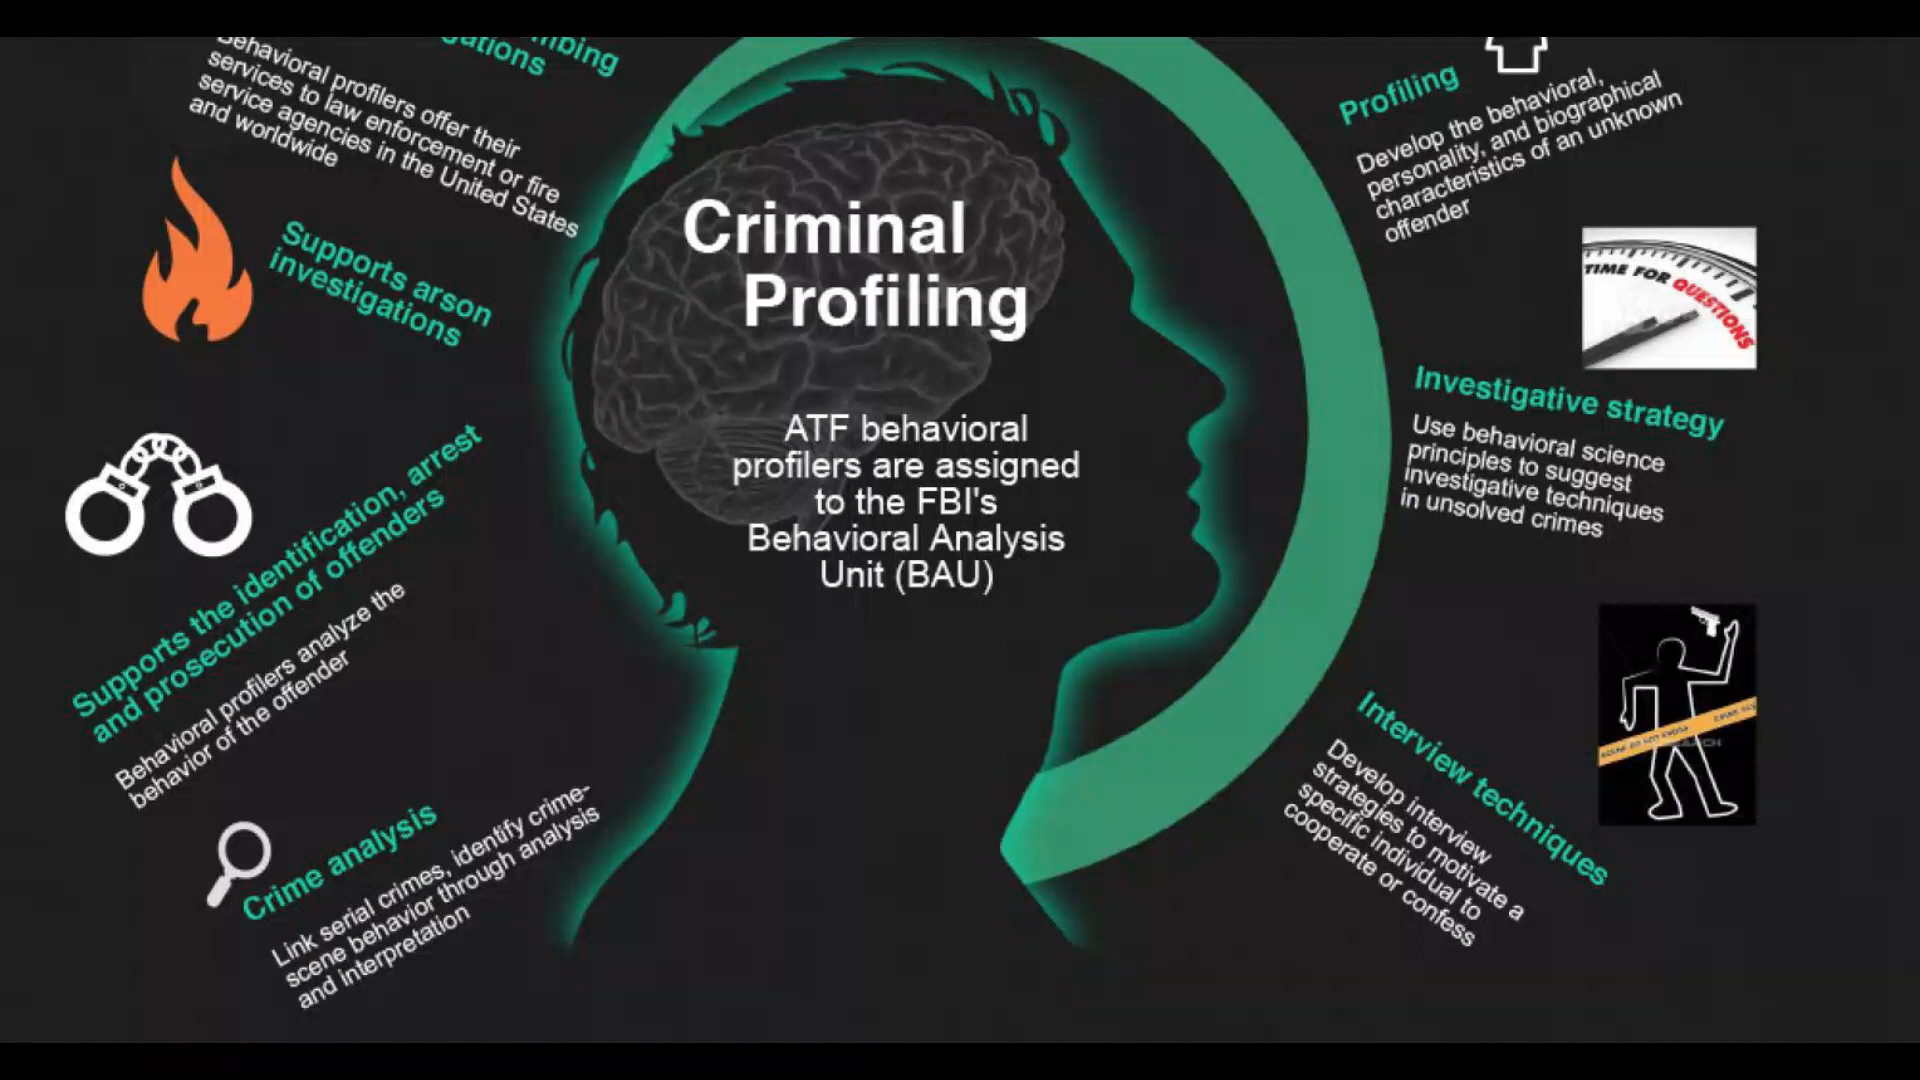 mbing
gations
Behavioral profilers offer their
services to law enforcement or fire
service agencies in the United States
and worldwide
Supports arson
investigations
Supports the identification, arrest
and prosecution of offenders
Behavioral profilers analyze the
behavior of the offender
Crime analysis
Link serial crimes, identify crime-
scene behavior through analysis
and interpretation
Criminal
Profiling
ATF behavioral
profilers are assigned
to the FBI's
Behavioral Analysis
Unit (BAU)
Profiling
Develop the behavioral,
personality, and biographical
characteristics of an unknown
offender
TIME FOR QUESTIONS
Investigative strategy
Use behavioral science
principles to suggest
investigative techniques
in unsolved crimes
Interview techniques
Develop interview
strategies to motivate a
specific individual to
cooperate or confess